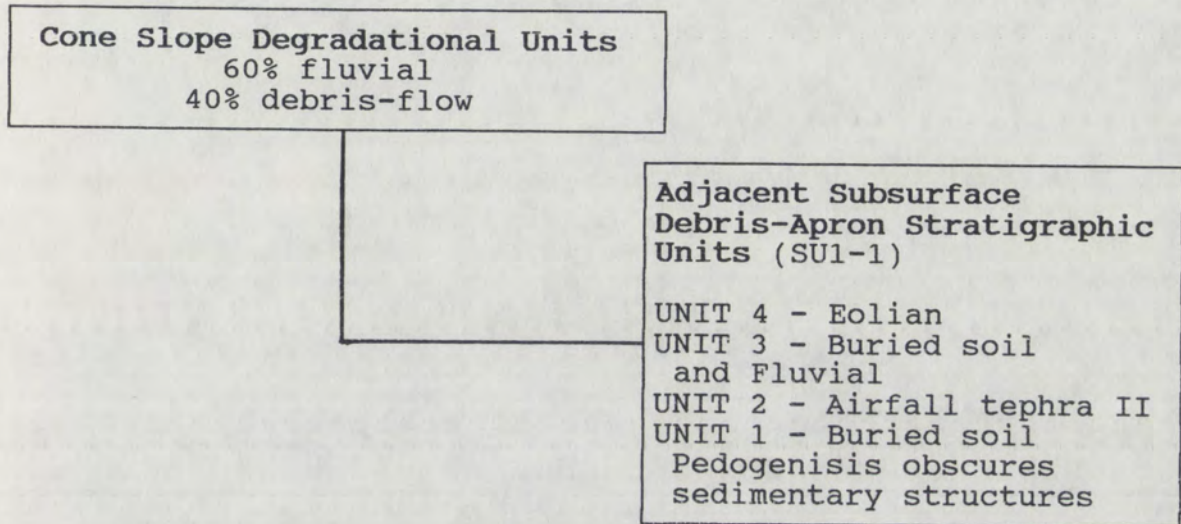 Cone Slope Degradational Units
60% fluvial
40% debris-flow
Adjacent Subsurface
Debris-Apron Stratigraphic
Units (SU1-1)
UNIT 4 - Eolian
UNIT 3 - Buried soil
and Fluvial
UNIT 2 - Airfall tephra II
UNIT 1 - Buried soil
Pedogenisis obscures
sedimentary structures